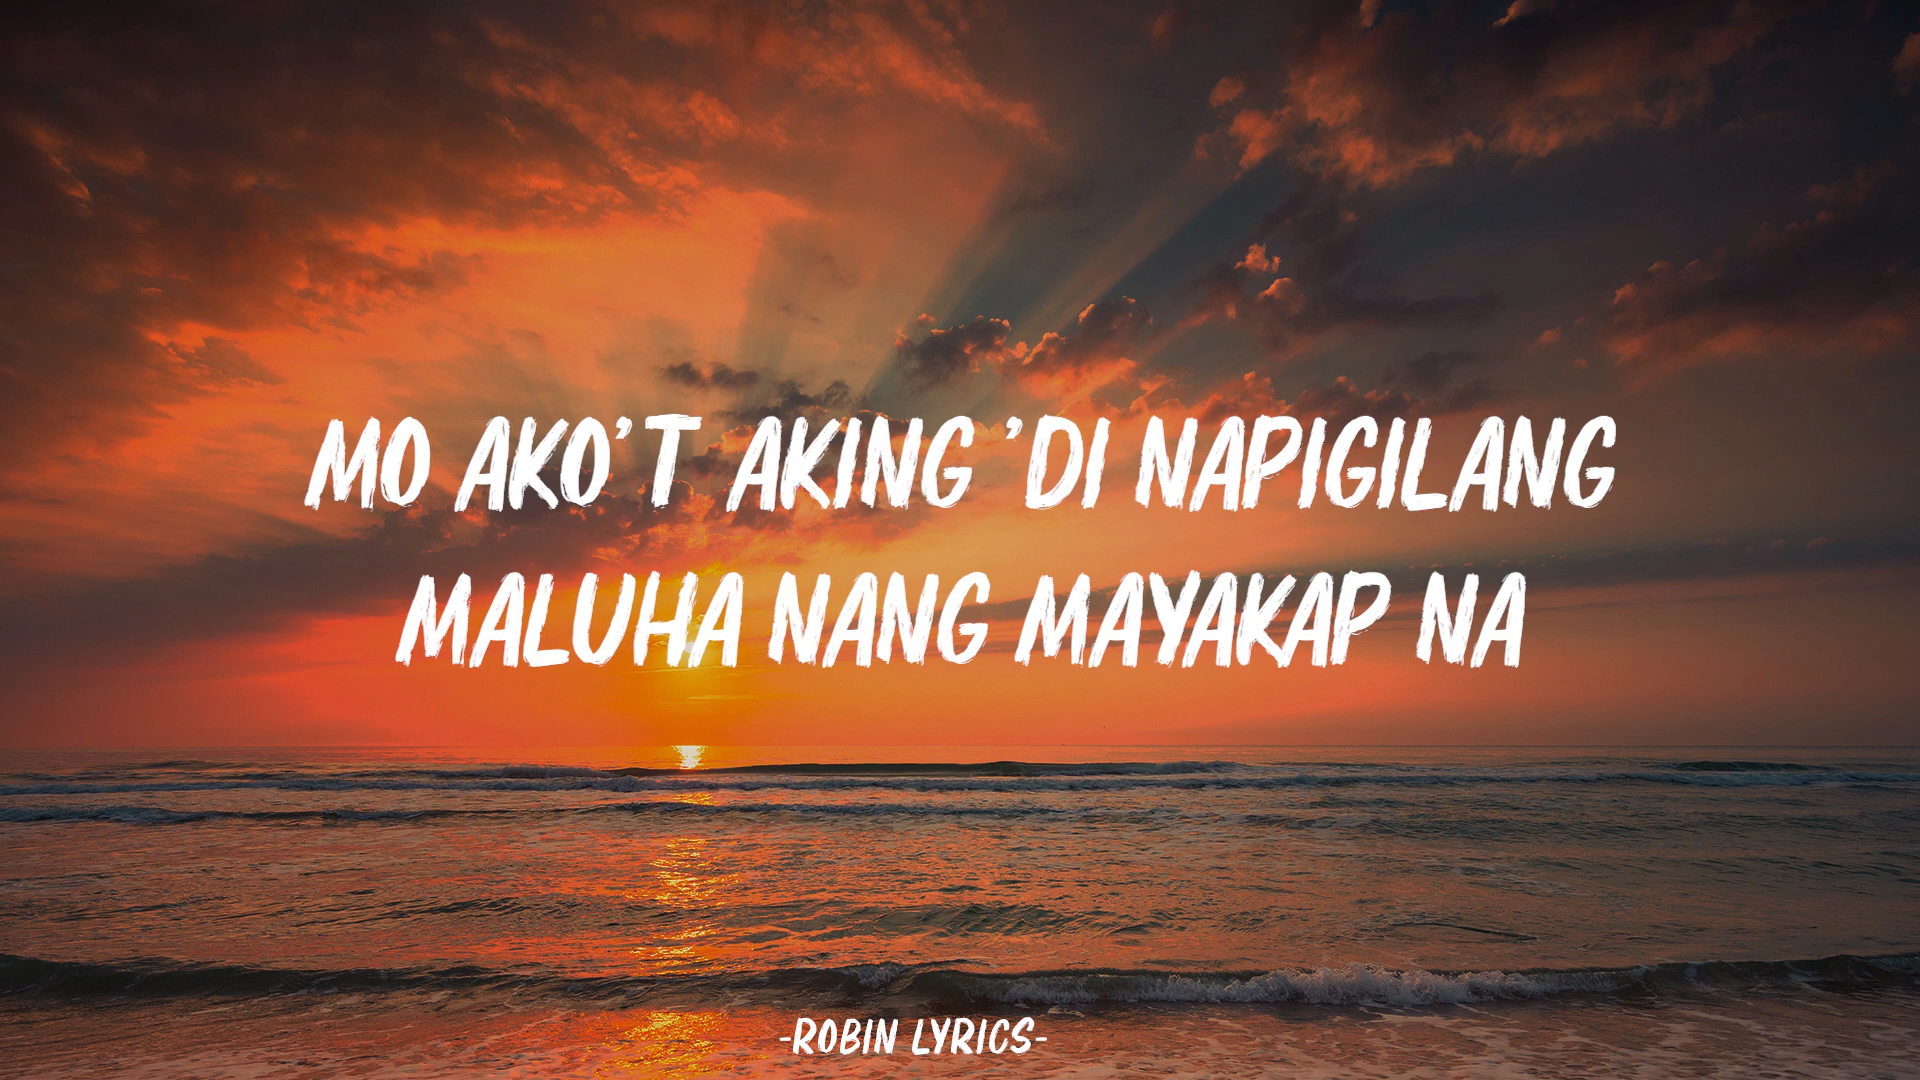 MO AKO'T AKING 'DI NAPIGILANG
MALUHA NANG MAYAKAP NA
-ROBIN LYRICS-